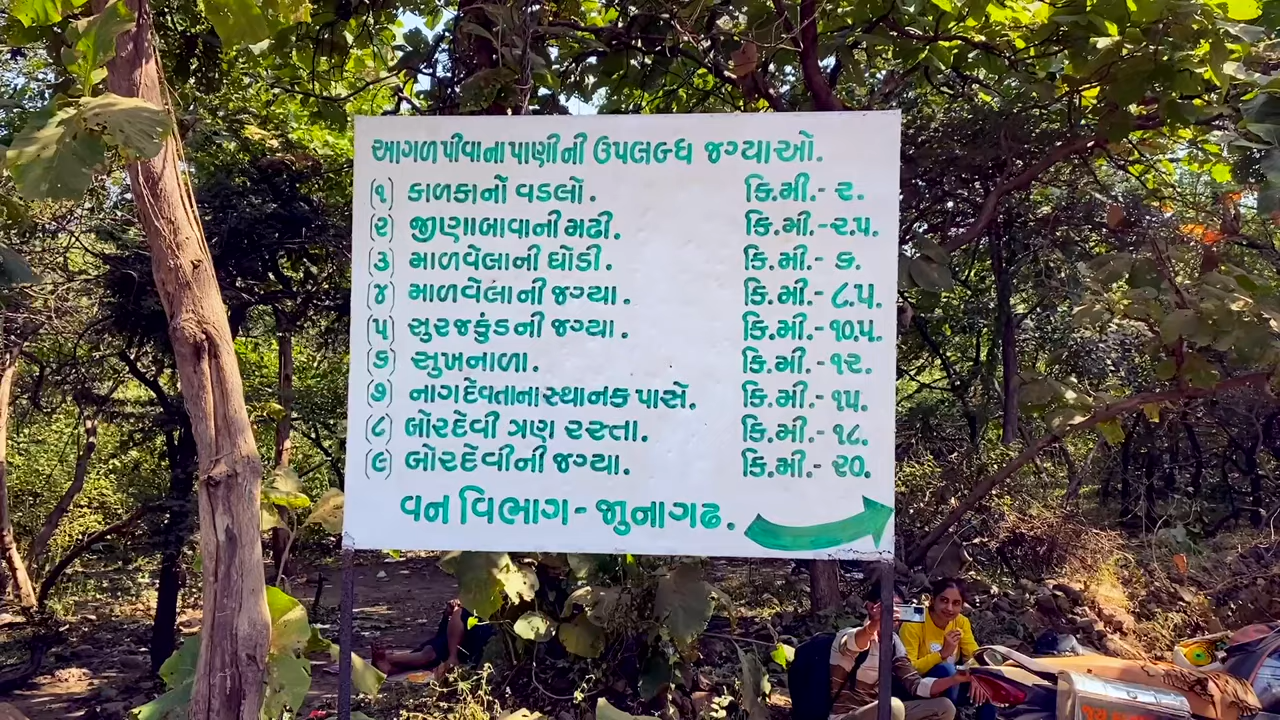 આગળ પીવાના પાણીની ઉપલબ્ધ જગ્યાઓ.
(૧) કાળકાનો વડલો. કિ.મી.- ૨.
(૨) જીણાબાવાની મઢી. કિ.મી.-૨.૫.
(૩) માળવેલાની ઘોડી. કિ.મી.- ૬.
(૪) માળવેલાની જગ્યા. કિ.મી.- ૮.૫.
(૫) સુરજકુંડની જગ્યા. કિ.મી.- ૧૦.૫.
(૬) સુખનાળા. કિ.મી.- ૧૨.
(૭) નાગદેવતાના સ્થાનક પાસે. કિ.મી.- ૧૫.
(૮) બોરદેવી ત્રણ રસ્તા. કિ.મી.- ૧૮.
(૯) બોરદેવીની જગ્યા. કિ.મી.- ૨૦.
વન વિભાગ - જુનાગઢ.